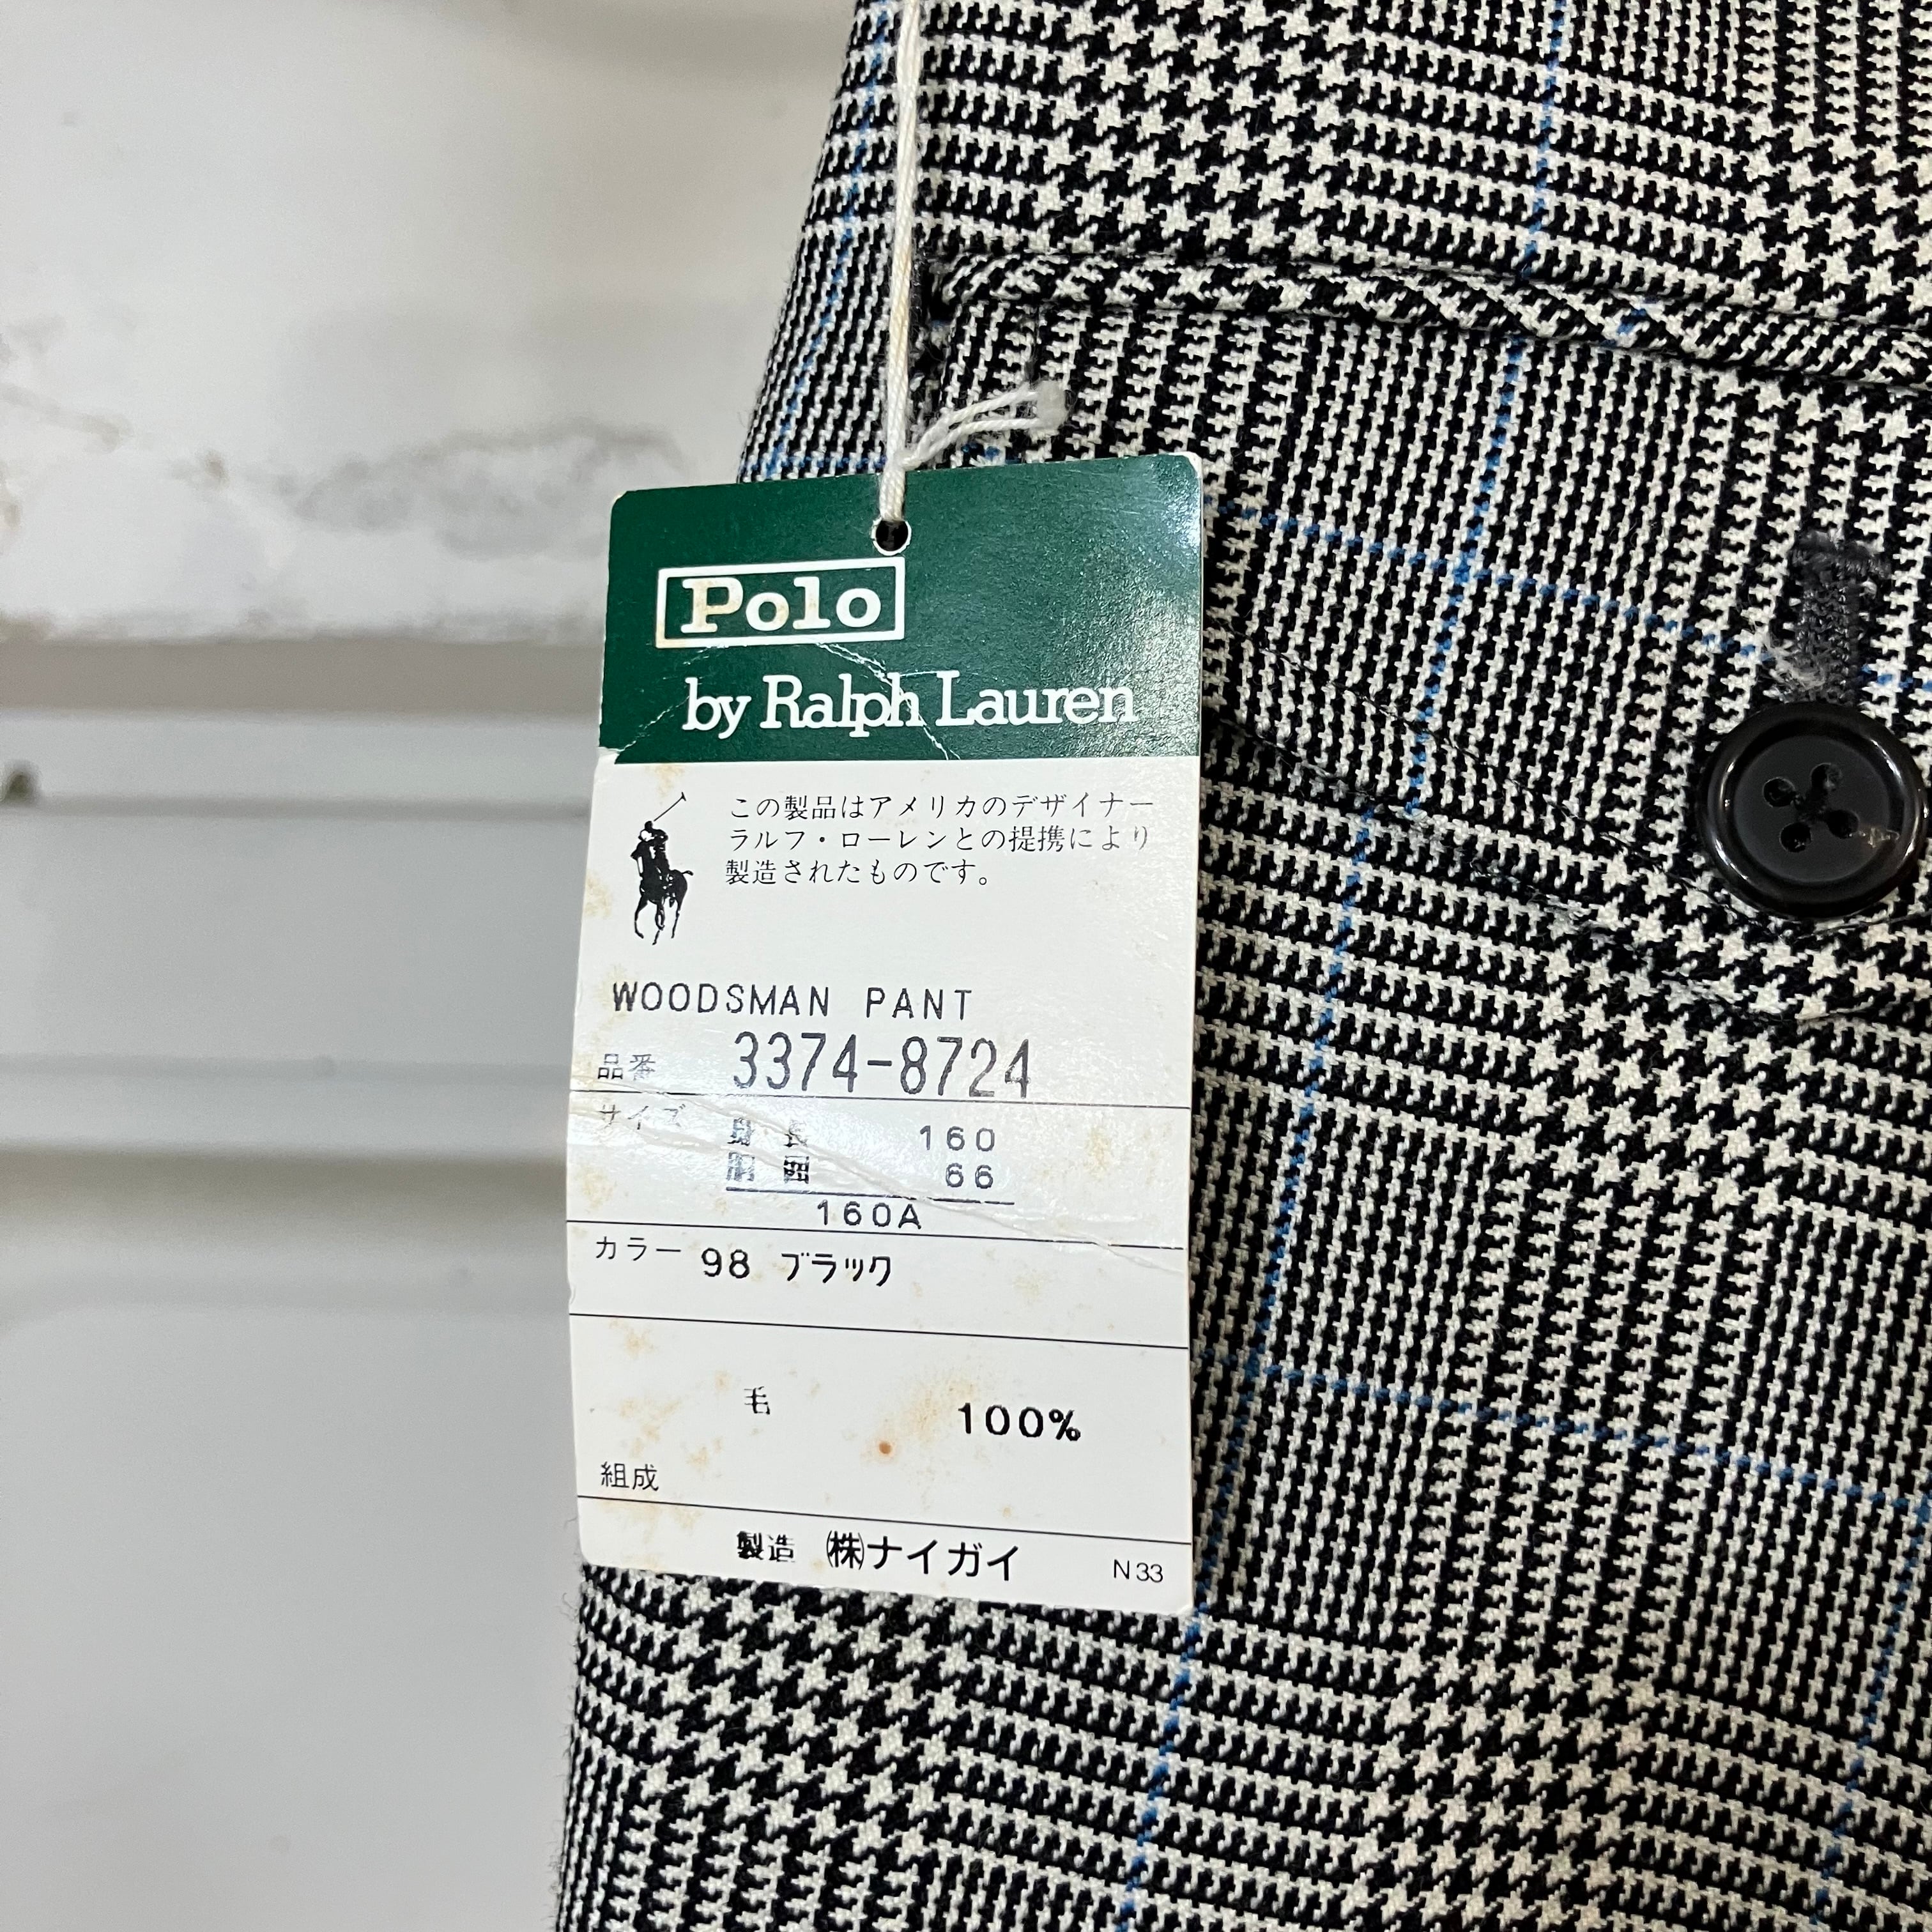 Polo
by Ralph Lauren
この製品はアメリカのデザイナー
ラルフ・ローレンとの提携により
製造されたものです。
WOODSMAN PANT
品番 3374-8724
サイズ 身長 160
胴囲 66
160A
カラー 98 ブラック
毛 100%
組成
製造 ㈱ナイガイ N33